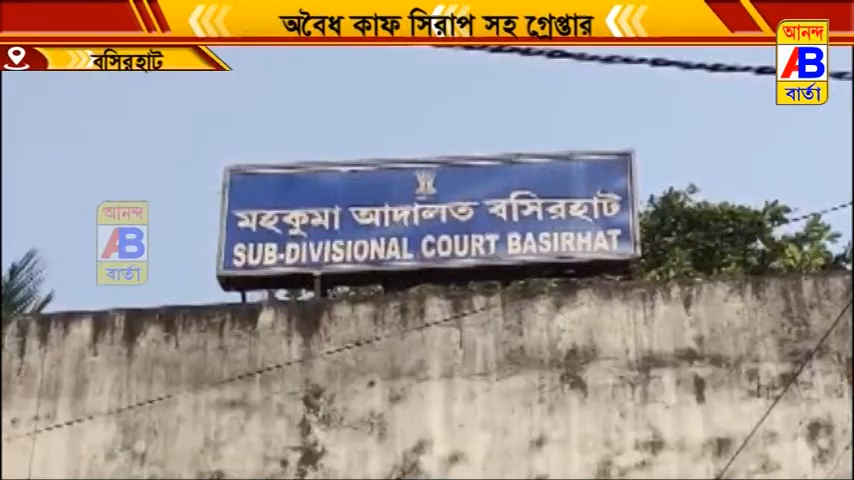 অবৈধ কাফ সিরাপ সহ গ্রেপ্তার
বসিরহাট
আনন্দ
AB
বার্তা
মহকুমা আদালত বসিরহাট
SUB-DIVISIONAL COURT BASIRHAT
আনন্দ
AB
বার্তা